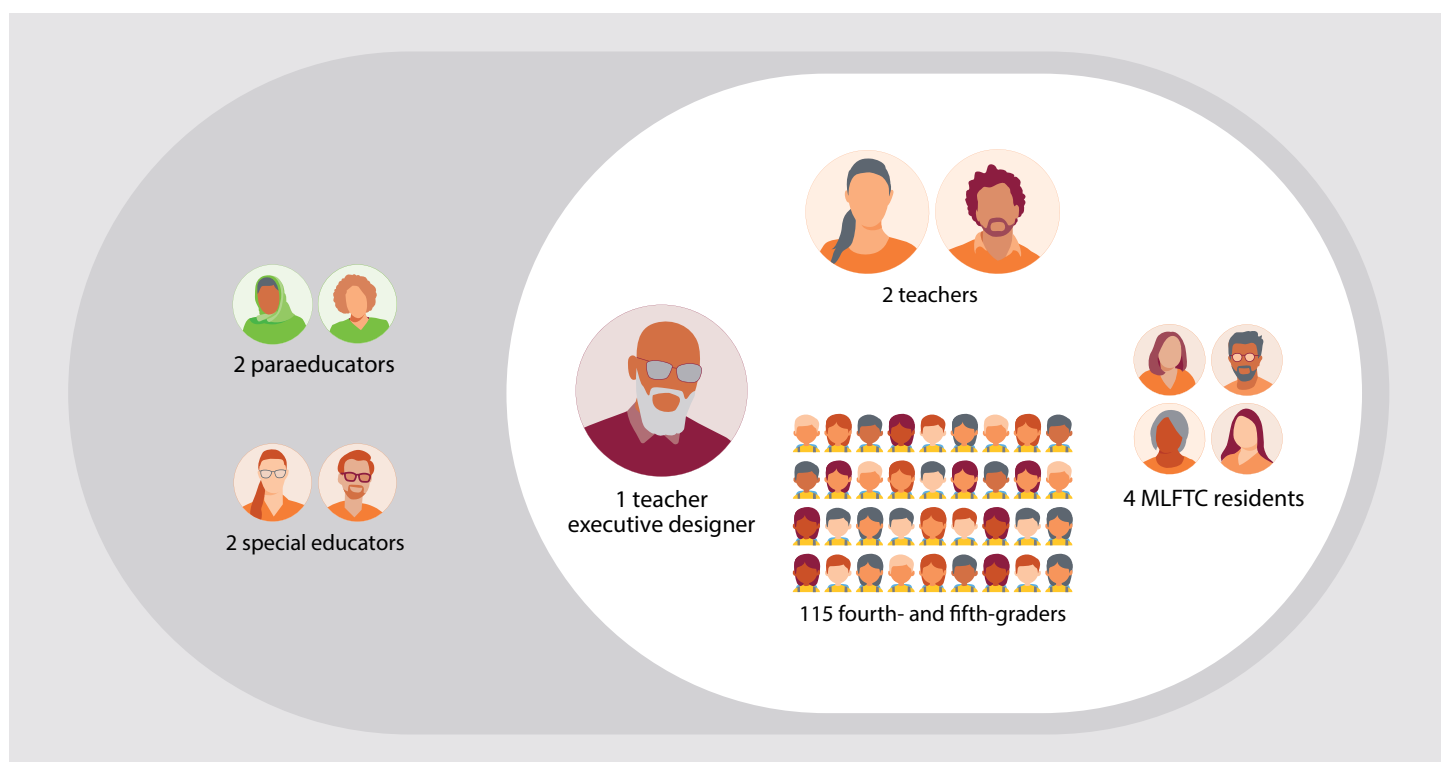 2 teachers
2 paraeducators
1 teacher
executive designer
4 MLFTC residents
2 special educators
115 fourth- and fifth-graders